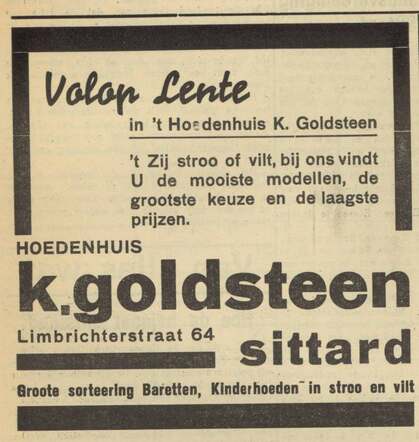 Volop Lente
in 't Hoedenhuis K. Goldsteen
't Zij stroo of vilt, bij ons vindt
U de mooiste modellen, de
grootste keuze en de laagste
prijzen.
HOEDENHUIS
k.goldsteen
Limbrichterstraat 64
sittard
Groote sorteering Baretten, Kinderhoeden in stroo en vilt